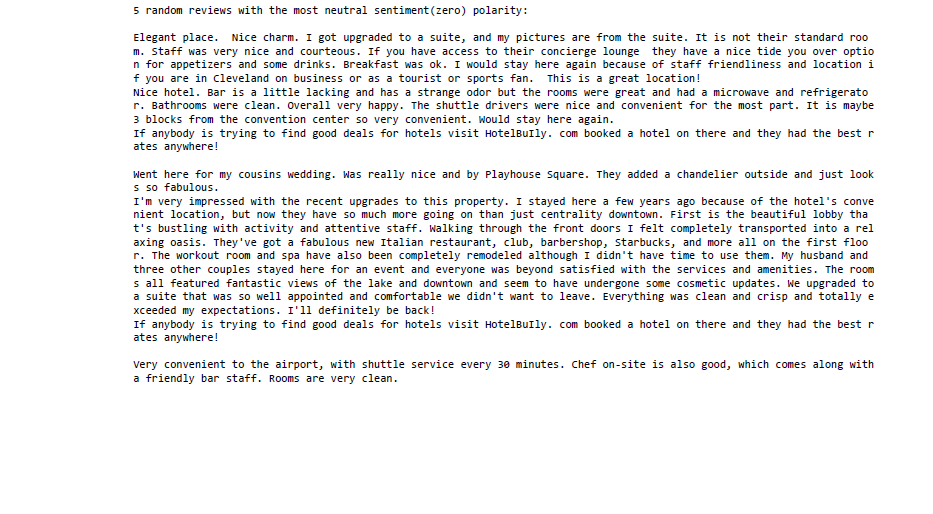 5 random reviews with the most neutral sentiment(zero) polarity:

Elegant place.  Nice charm. I got upgraded to a suite, and my pictures are from the suite. It is not their standard roo
m. Staff was very nice and courteous. If you have access to their concierge lounge  they have a nice tide you over optio
n for appetizers and some drinks. Breakfast was ok. I would stay here again because of staff friendliness and location i
f you are in Cleveland on business or as a tourist or sports fan.  This is a great location!
Nice hotel. Bar is a little lacking and has a strange odor but the rooms were great and had a microwave and refrigerato
r. Bathrooms were clean. Overall very happy. The shuttle drivers were nice and convenient for the most part. It is maybe
3 blocks from the convention center so very convenient. Would stay here again.
If anybody is trying to find good deals for hotels visit HotelBuIly. com booked a hotel on there and they had the best r
ates anywhere!

Went here for my cousins wedding. Was really nice and by Playhouse Square. They added a chandelier outside and just look
s so fabulous.
I'm very impressed with the recent upgrades to this property. I stayed here a few years ago because of the hotel's conve
nient location, but now they have so much more going on than just centrality downtown. First is the beautiful lobby tha
t's bustling with activity and attentive staff. Walking through the front doors I felt completely transported into a rel
axing oasis. They've got a fabulous new Italian restaurant, club, barbershop, Starbucks, and more all on the first floo
r. The workout room and spa have also been completely remodeled although I didn't have time to use them. My husband and
three other couples stayed here for an event and everyone was beyond satisfied with the services and amenities. The room
s all featured fantastic views of the lake and downtown and seem to have undergone some cosmetic updates. We upgraded to
a suite that was so well appointed and comfortable we didn't want to leave. Everything was clean and crisp and totally e
xceeded my expectations. I'll definitely be back!
If anybody is trying to find good deals for hotels visit HotelBuIly. com booked a hotel on there and they had the best r
ates anywhere!

Very convenient to the airport, with shuttle service every 30 minutes. Chef on-site is also good, which comes along with
a friendly bar staff. Rooms are very clean.